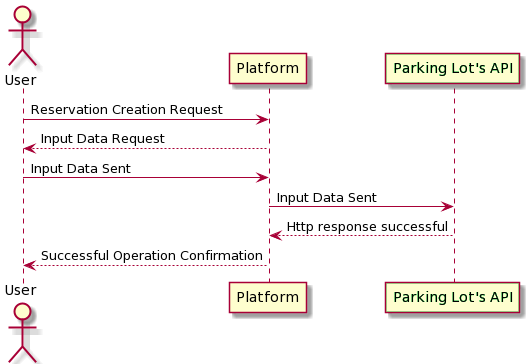 User
Platform
Parking Lot's API
Reservation Creation Request
Input Data Request
Input Data Sent
Input Data Sent
Http response successful
Successful Operation Confirmation
User
Platform
Parking Lot's API